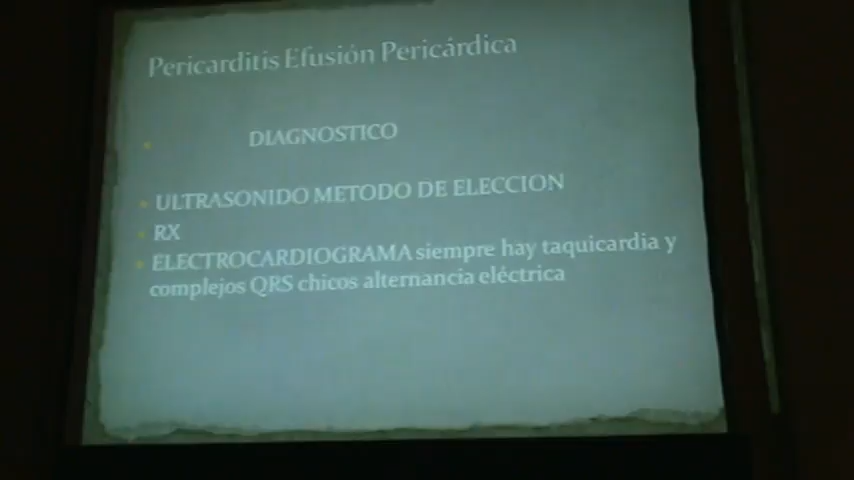 Pericarditis Efusión Pericárdica
DIAGNOSTICO
ULTRASONIDO METODO DE ELECCION
RX
ELECTROCARDIOGRAMA siempre hay taquicardia y
complejos QRS chicos alternancia eléctrica